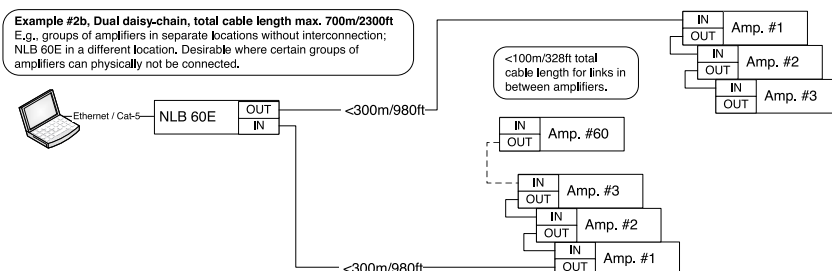 Example #2b, Dual daisy-chain, total cable length max. 700m/2300ft
E.g., groups of amplifiers in separate locations without interconnection;
NLB 60E in a different location. Desirable where certain groups of
amplifiers can physically not be connected.
IN
OUT
Amp. #1
IN
OUT
Amp. #2
IN
OUT
Amp. #3
<100m/328ft total
cable length for links in
between amplifiers.
Ethernet / Cat-5
NLB 60E
OUT
IN
<300m/980ft
IN
OUT
Amp. #60
IN
OUT
Amp. #3
IN
OUT
Amp. #2
IN
OUT
Amp. #1
<300m/980ft